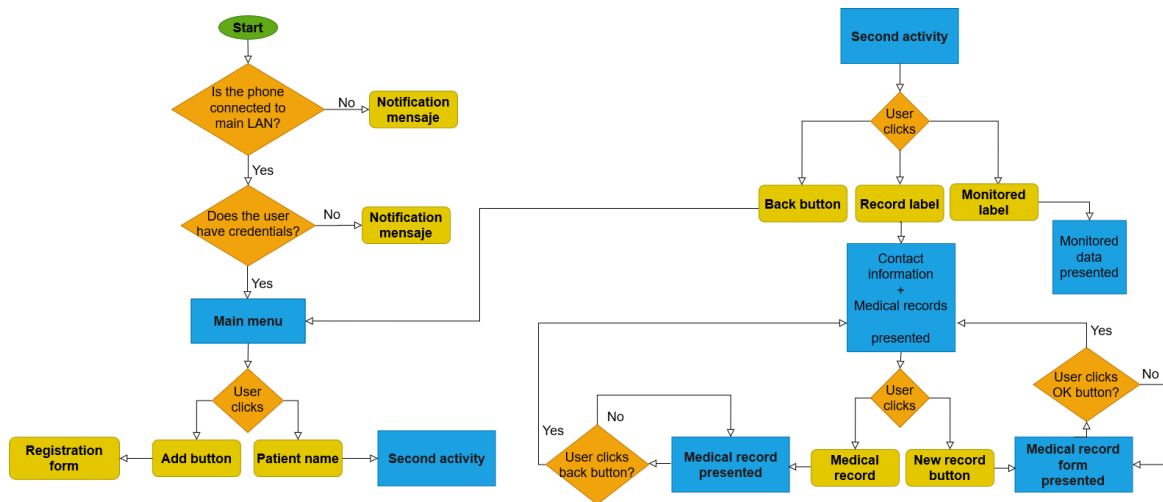 Start
Is the phone
connected to
main LAN?
No
Notification
mensaje
Yes
Does the user
have credentials?
No
Notification
mensaje
Yes
Main menu
User
clicks
Registration
form
Add button
Patient name
Second activity
Second activity
User
clicks
Back button
Record label
Monitored
label
Monitored
data
presented
Contact
information
+
Medical records
presented
User
clicks
Medical
record
New record
button
Medical record
presented
User clicks
back button?
No
Yes
Medical record
form
presented
User clicks
OK button?
Yes
No